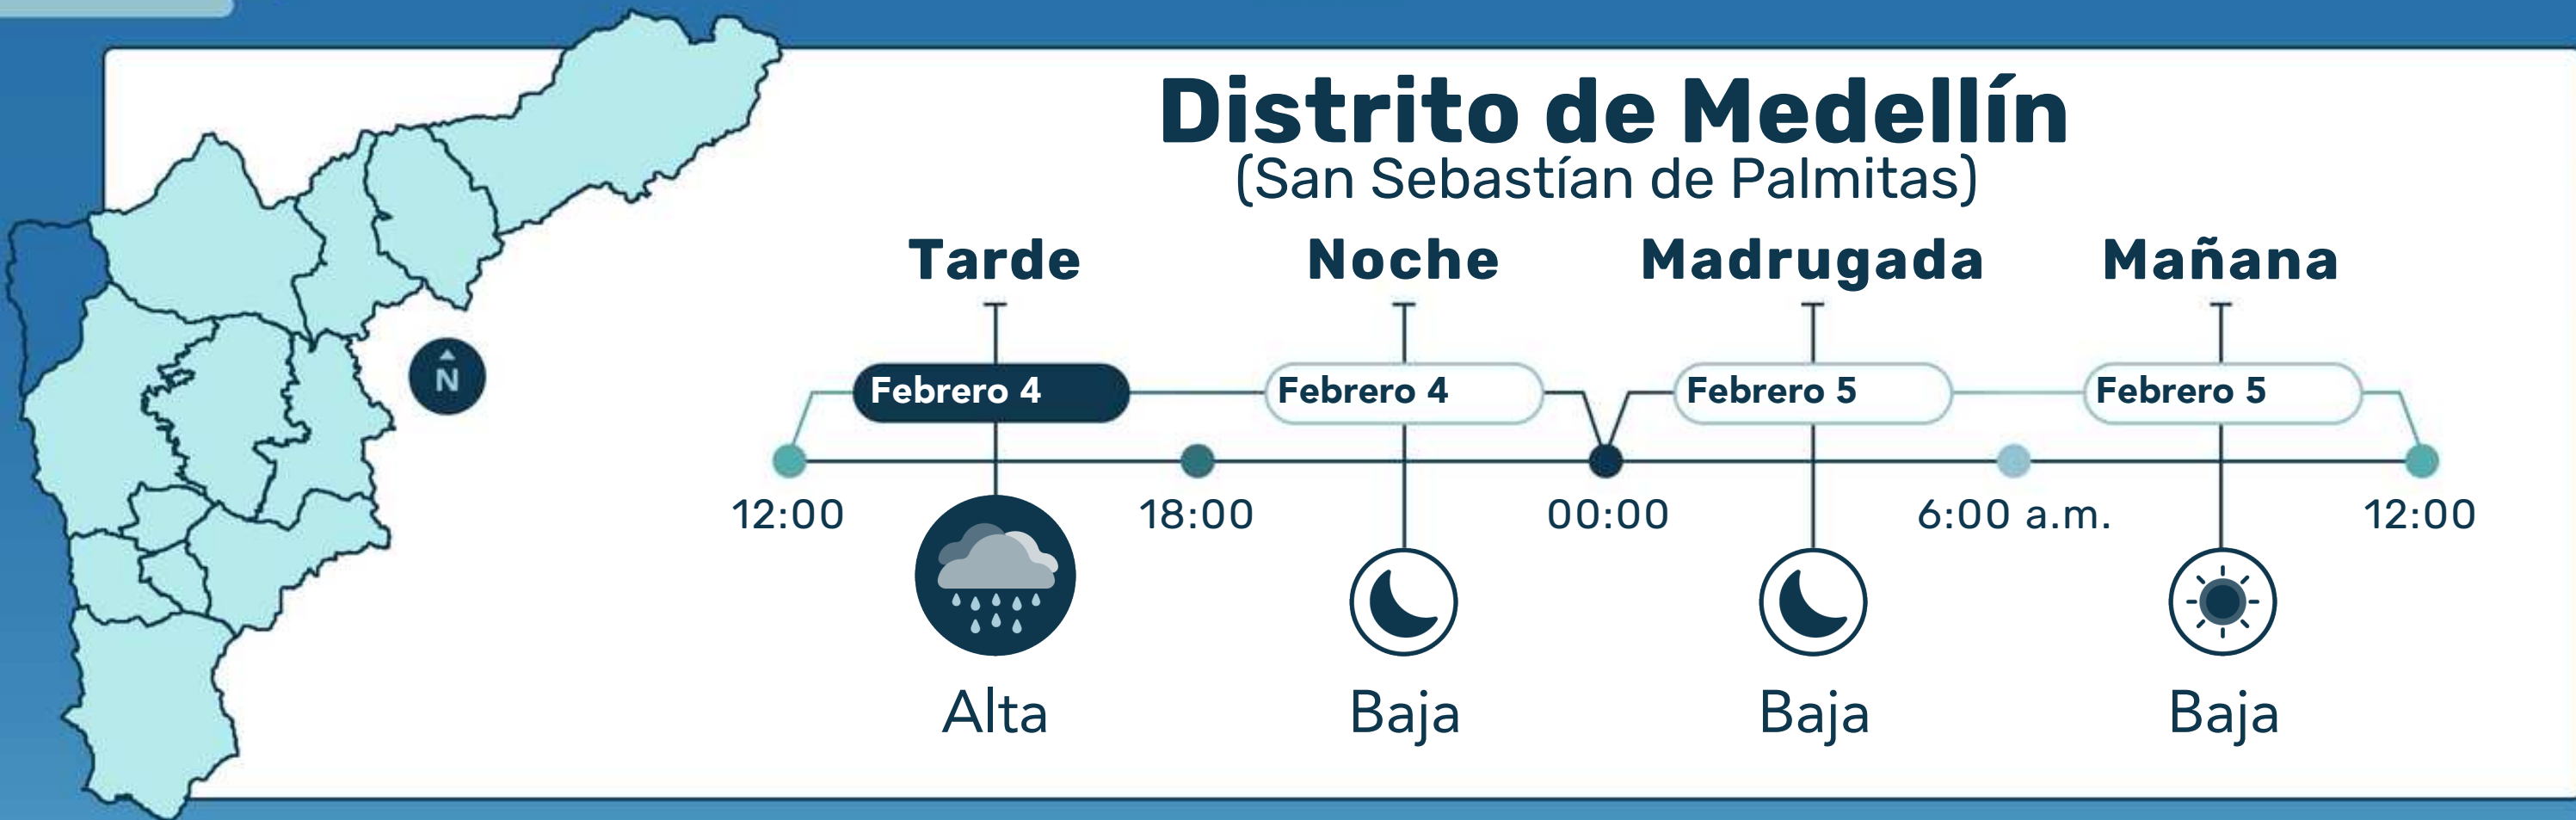 Distrito de Medellín
(San Sebastían de Palmitas)
Tarde Noche Madrugada Mañana
Febrero 4 Febrero 4 Febrero 5 Febrero 5
N
12:00 18:00 00:00 6:00 a.m. 12:00
Alta Baja Baja Baja